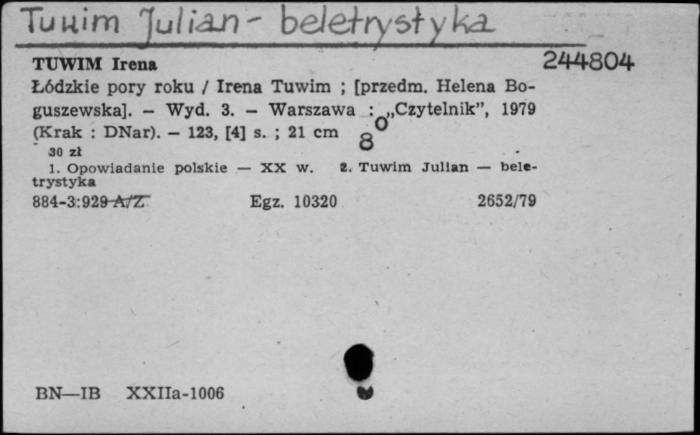 Tuwim Julian - beletrystyka
TUWIM Irena 244804
Łódzkie pory roku / Irena Tuwim ; [przedm. Helena Bo-
guszewska]. — Wyd. 3. — Warszawa : „Czytelnik”, 1979
(Krak : DNar). — 123, [4] s. ; 21 cm 8°
30 zł
1. Opowiadanie polskie — XX w. 2. Tuwim Julian — bele-
trystyka
884-3:929 A/Z Egz. 10320 2652/79
BN—IB XXIIa-1006